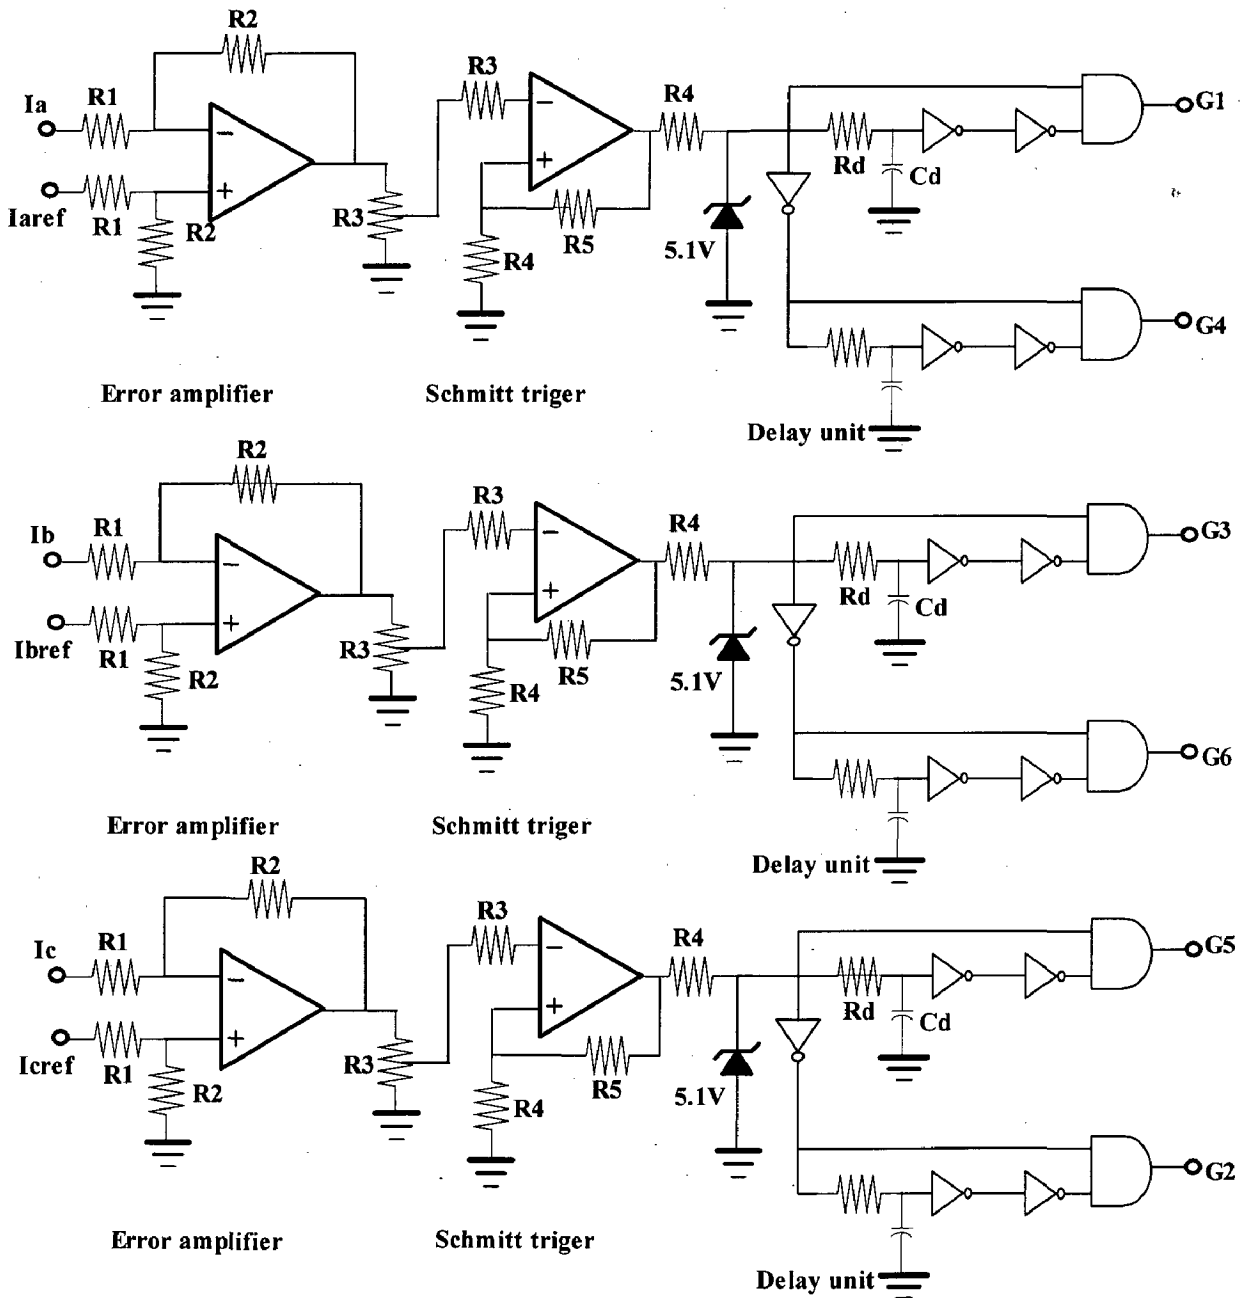 R2
R3
R4
Ia
R1
G1
Rd
Cd
Iaref
R1
R2
R3
R5
R4
5.1V
G4
Error amplifier
Schmitt triger
Delay unit
R2
R3
R4
Ib
R1
G3
Rd
Cd
Ibref
R1
R2
R3
R5
R4
5.1V
G6
Error amplifier
Schmitt triger
Delay unit
R2
R3
R4
Ic
R1
G5
Rd
Cd
Icref
R1
R2
R3
R5
R4
5.1V
G2
Error amplifier
Schmitt triger
Delay unit